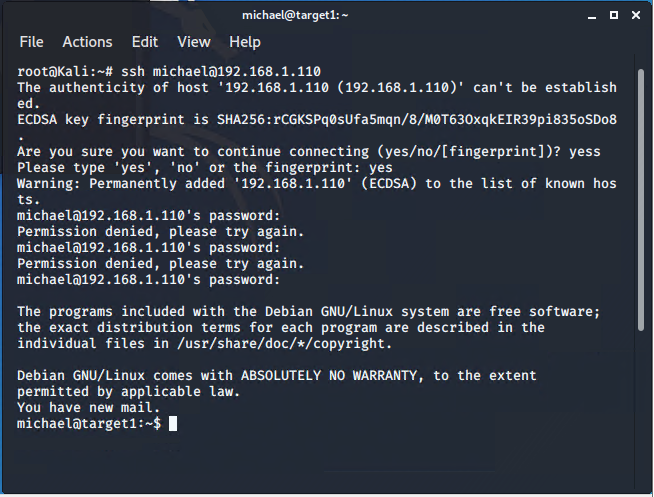 michael@target1: ~
File Actions Edit View Help
root@Kali:~# ssh michael@192.168.1.110
The authenticity of host '192.168.1.110 (192.168.1.110)' can't be establish
ed.
ECDSA key fingerprint is SHA256:rCGKSPq0sUfa5mqn/8/M0T63OxqkEIR39pi835oSDo8
.
Are you sure you want to continue connecting (yes/no/[fingerprint])? yess
Please type 'yes', 'no' or the fingerprint: yes
Warning: Permanently added '192.168.1.110' (ECDSA) to the list of known hos
ts.
michael@192.168.1.110's password:
Permission denied, please try again.
michael@192.168.1.110's password:
Permission denied, please try again.
michael@192.168.1.110's password:
The programs included with the Debian GNU/Linux system are free software;
the exact distribution terms for each program are described in the
individual files in /usr/share/doc/*/copyright.
Debian GNU/Linux comes with ABSOLUTELY NO WARRANTY, to the extent
permitted by applicable law.
You have new mail.
michael@target1:~$